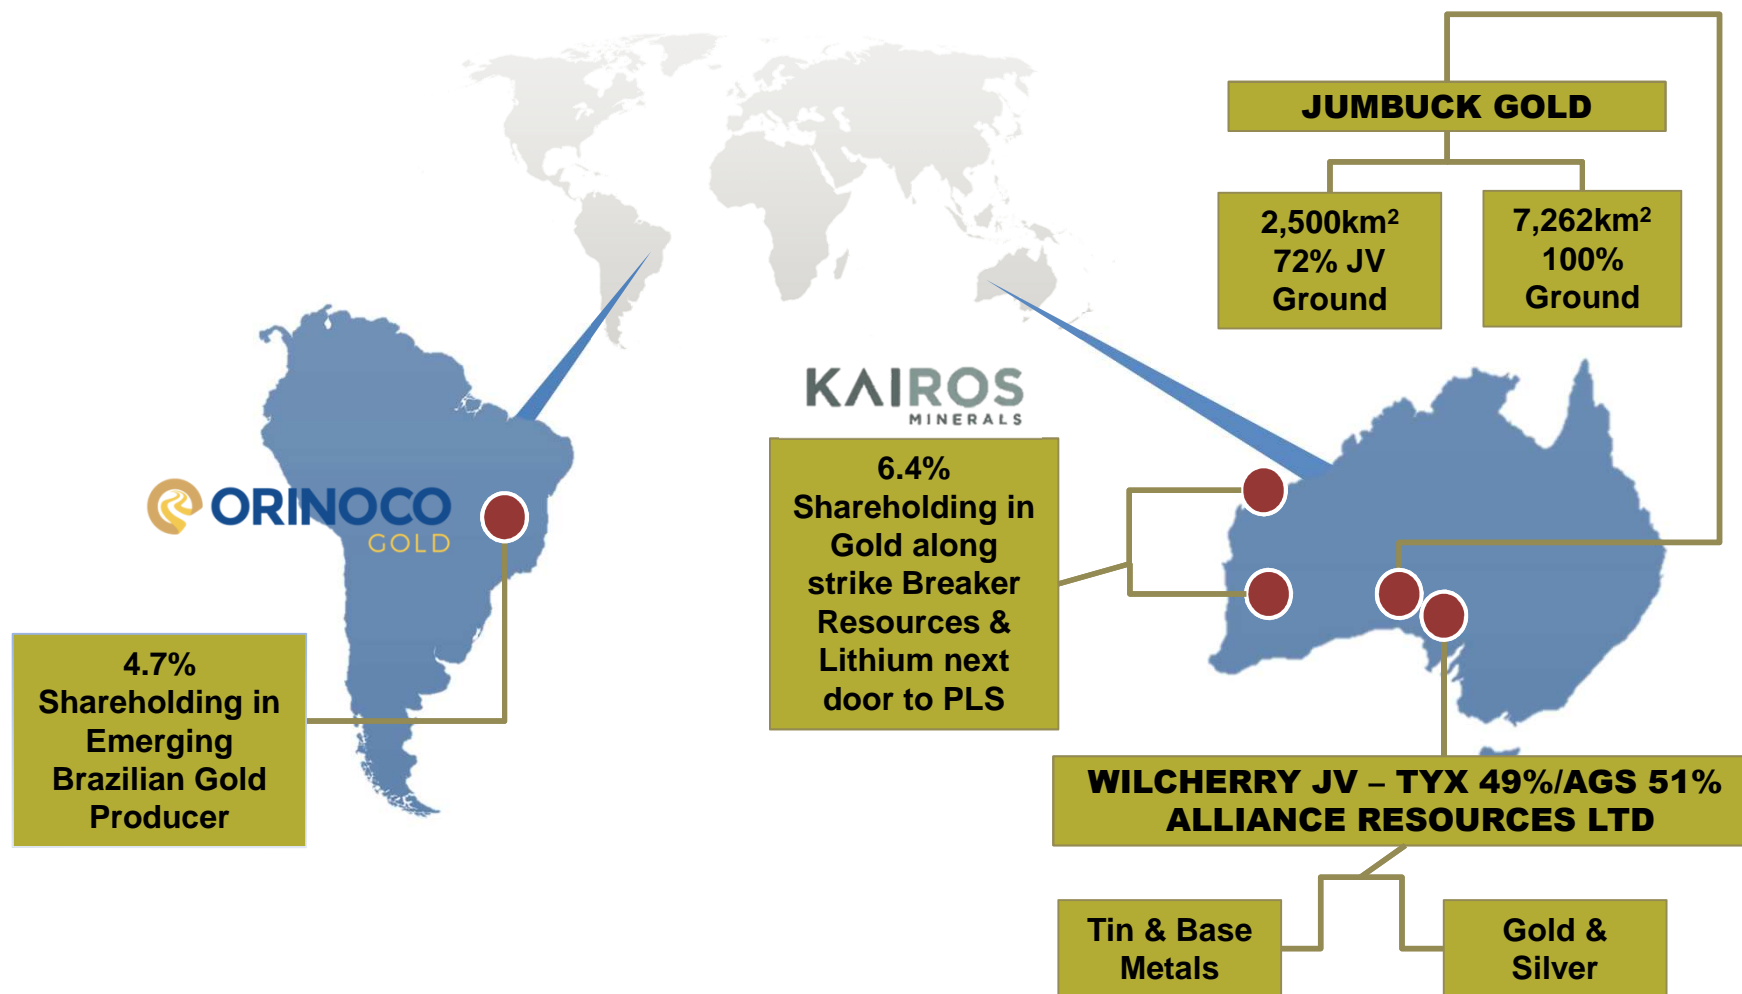 JUMBUCK GOLD
2,500km²
72% JV
Ground
7,262km²
100%
Ground
KAIROS
MINERALS
6.4%
Shareholding in
Gold along
strike Breaker
Resources &
Lithium next
door to PLS
ORINOCO
GOLD
4.7%
Shareholding in
Emerging
Brazilian Gold
Producer
WILCHERRY JV – TYX 49%/AGS 51%
ALLIANCE RESOURCES LTD
Tin & Base
Metals
Gold &
Silver